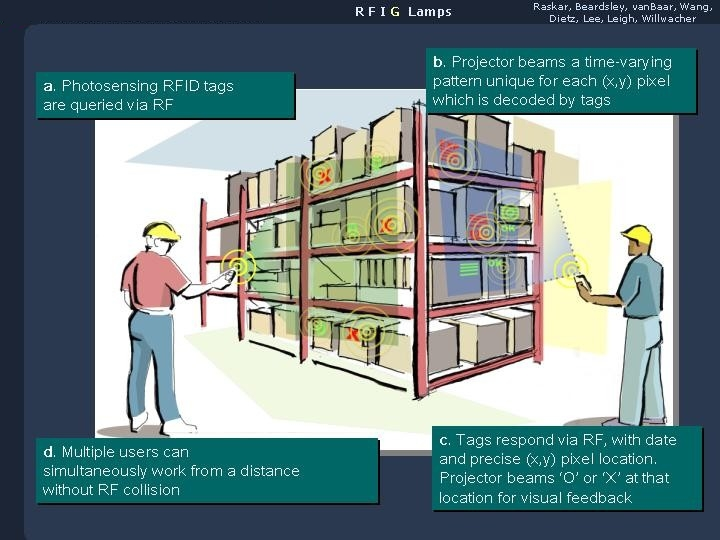 R F I G Lamps
Raskar, Beardsley, vanBaar, Wang,
Dietz, Lee, Leigh, Willwacher
a. Photosensing RFID tags
are queried via RF
b. Projector beams a time-varying
pattern unique for each (x,y) pixel
which is decoded by tags
OK
OK
d. Multiple users can
simultaneously work from a distance
without RF collision
c. Tags respond via RF, with date
and precise (x,y) pixel location.
Projector beams ‘O’ or ‘X’ at that
location for visual feedback